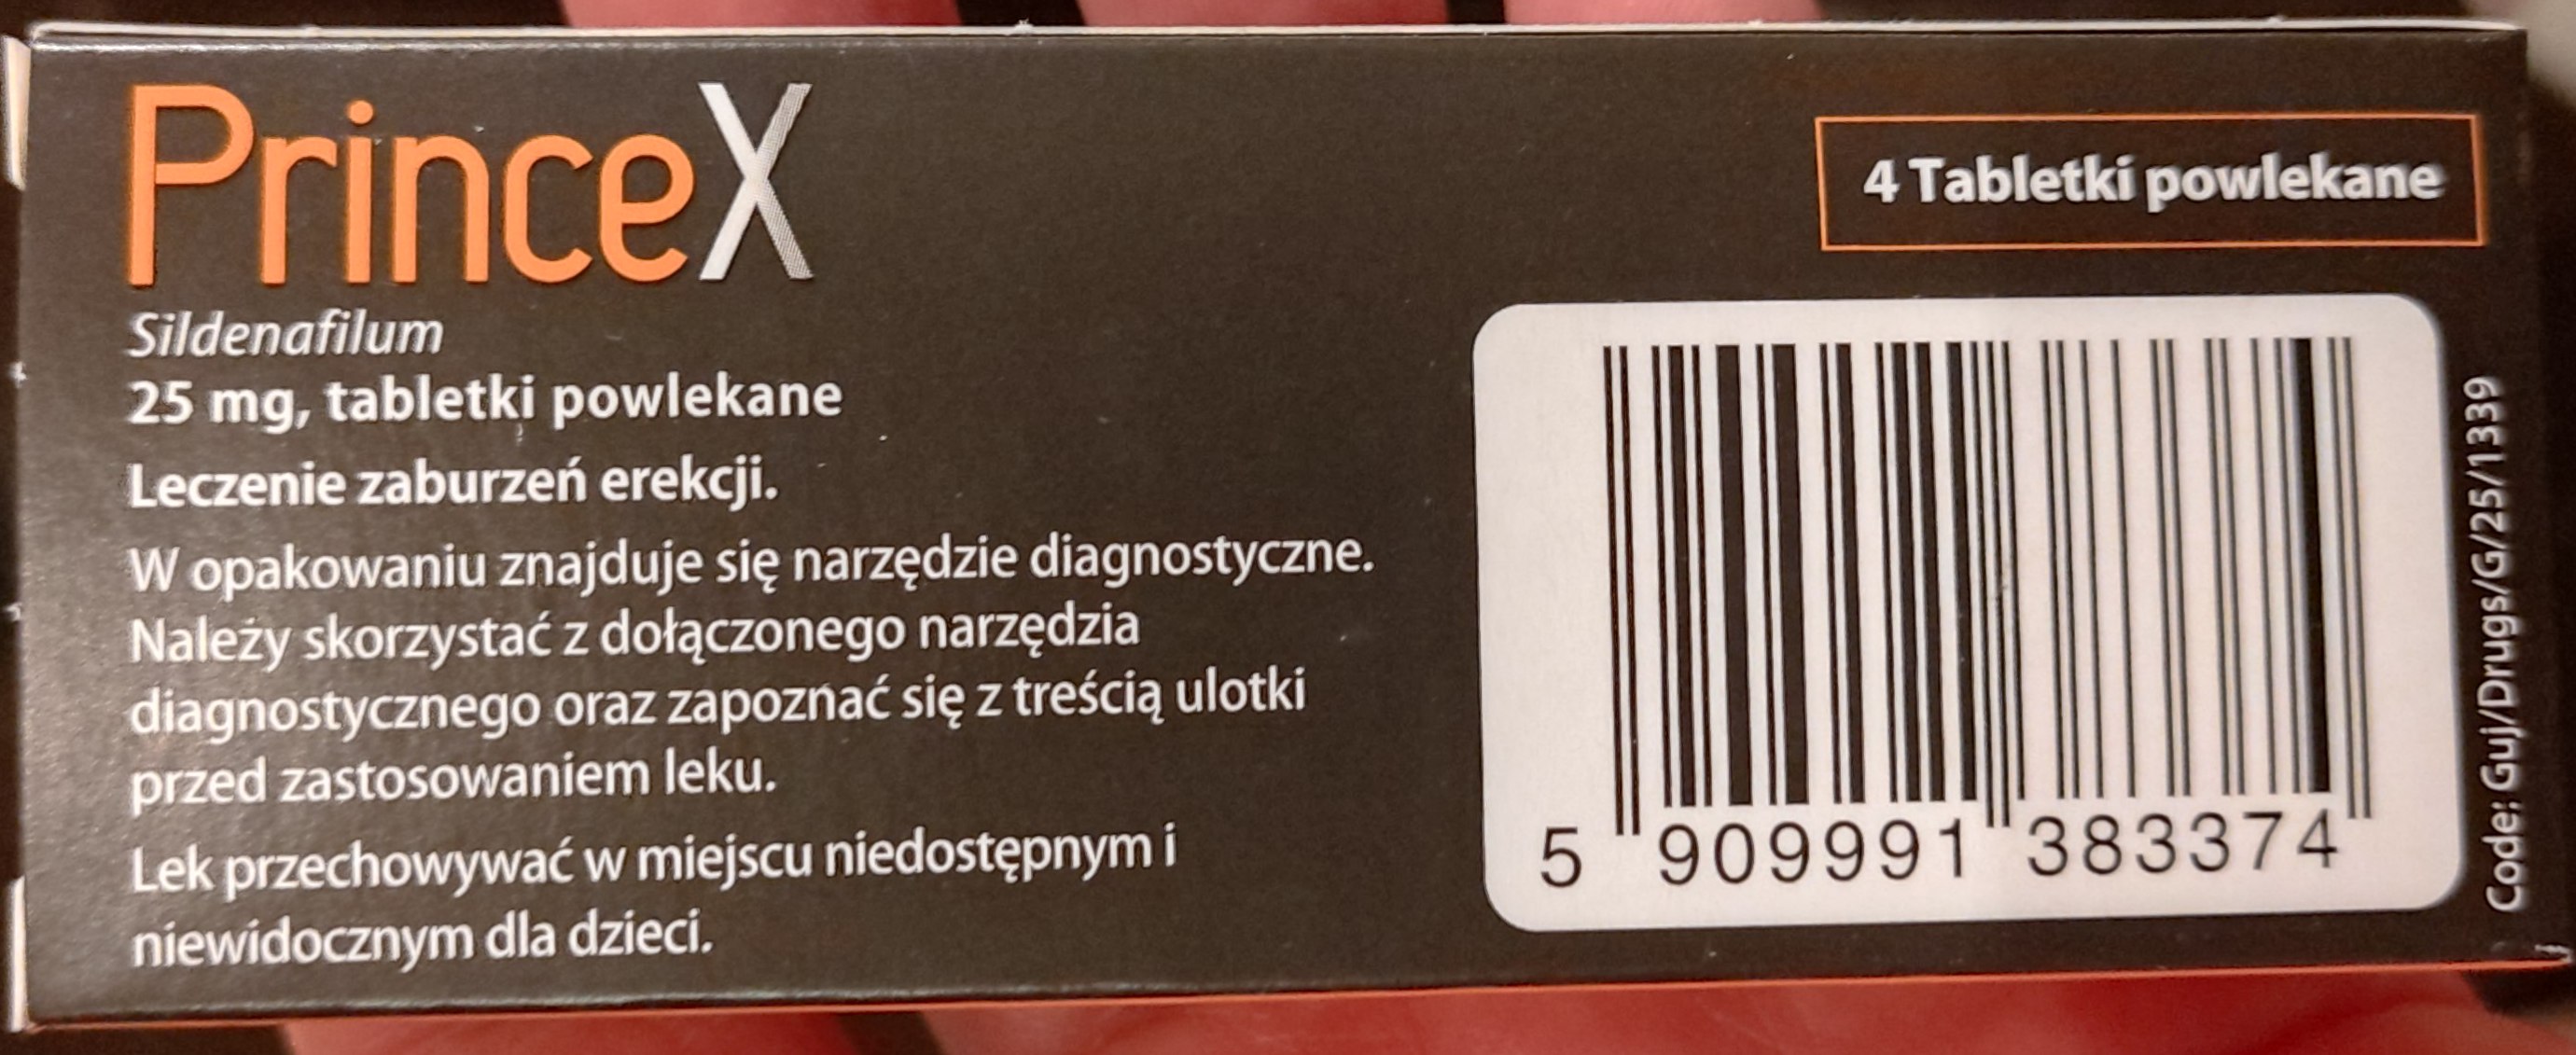 PrinceX
4 Tabletki powlekane
Sildenafilum
25 mg, tabletki powlekane
Leczenie zaburzeń erekcji.
W opakowaniu znajduje się narzędzie diagnostyczne.
Należy skorzystać z dołączonego narzędzia
diagnostycznego oraz zapoznać się z treścią ulotki
przed zastosowaniem leku.
Lek przechowywać w miejscu niedostępnym i
niewidocznym dla dzieci.
5 909991 383374
Code: Guj/Drugs/G/25/1339